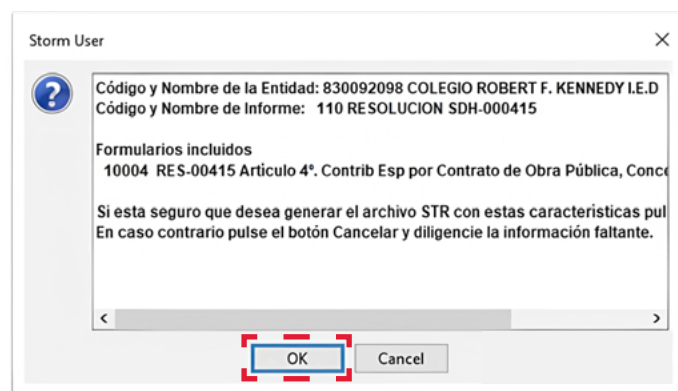 Storm User
Código y Nombre de la Entidad: 830092098 COLEGIO ROBERT F. KENNEDY I.E.D
Código y Nombre de Informe: 110 RESOLUCION SDH-000415
Formularios incluidos
10004 RES-00415 Articulo 4º. Contrib Esp por Contrato de Obra Pública, Conce
Si esta seguro que desea generar el archivo STR con estas caracteristicas pul
En caso contrario pulse el botón Cancelar y diligencie la información faltante.
OK
Cancel